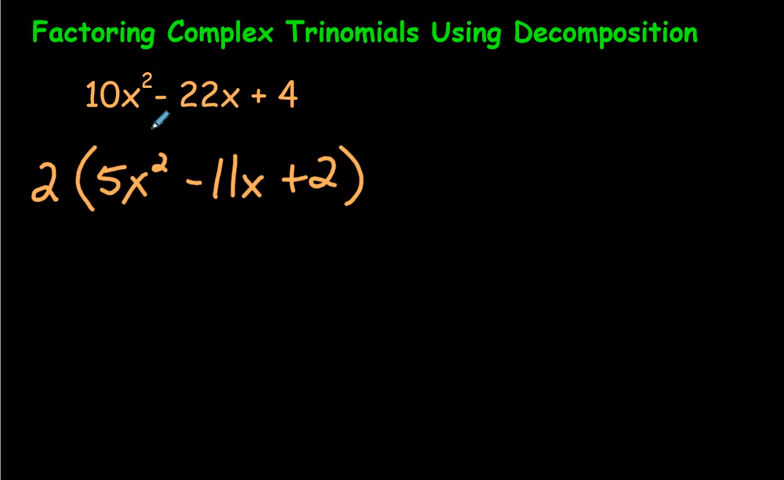 Factoring Complex Trinomials Using Decomposition
10x² - 22x + 4
2 (5x² - 11x + 2)